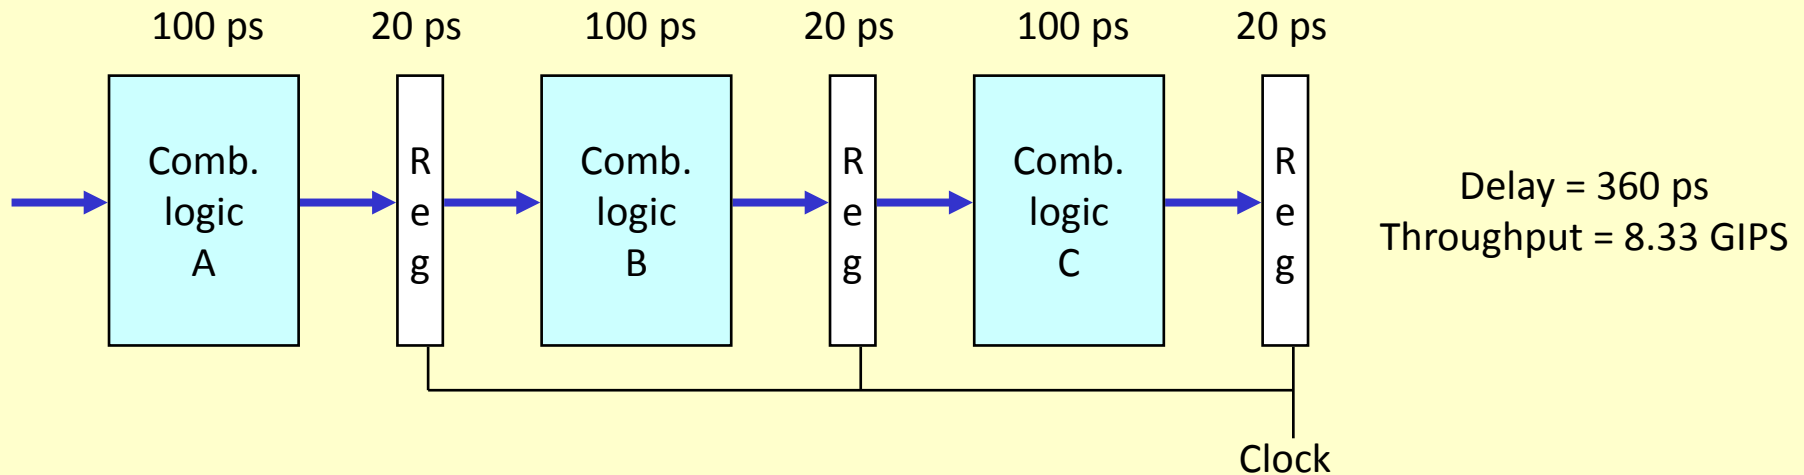 100 ps 20 ps 100 ps 20 ps 100 ps 20 ps
Comb.
logic
A
R
e
g
Comb.
logic
B
R
e
g
Comb.
logic
C
R
e
g
Delay = 360 ps
Throughput = 8.33 GIPS
Clock